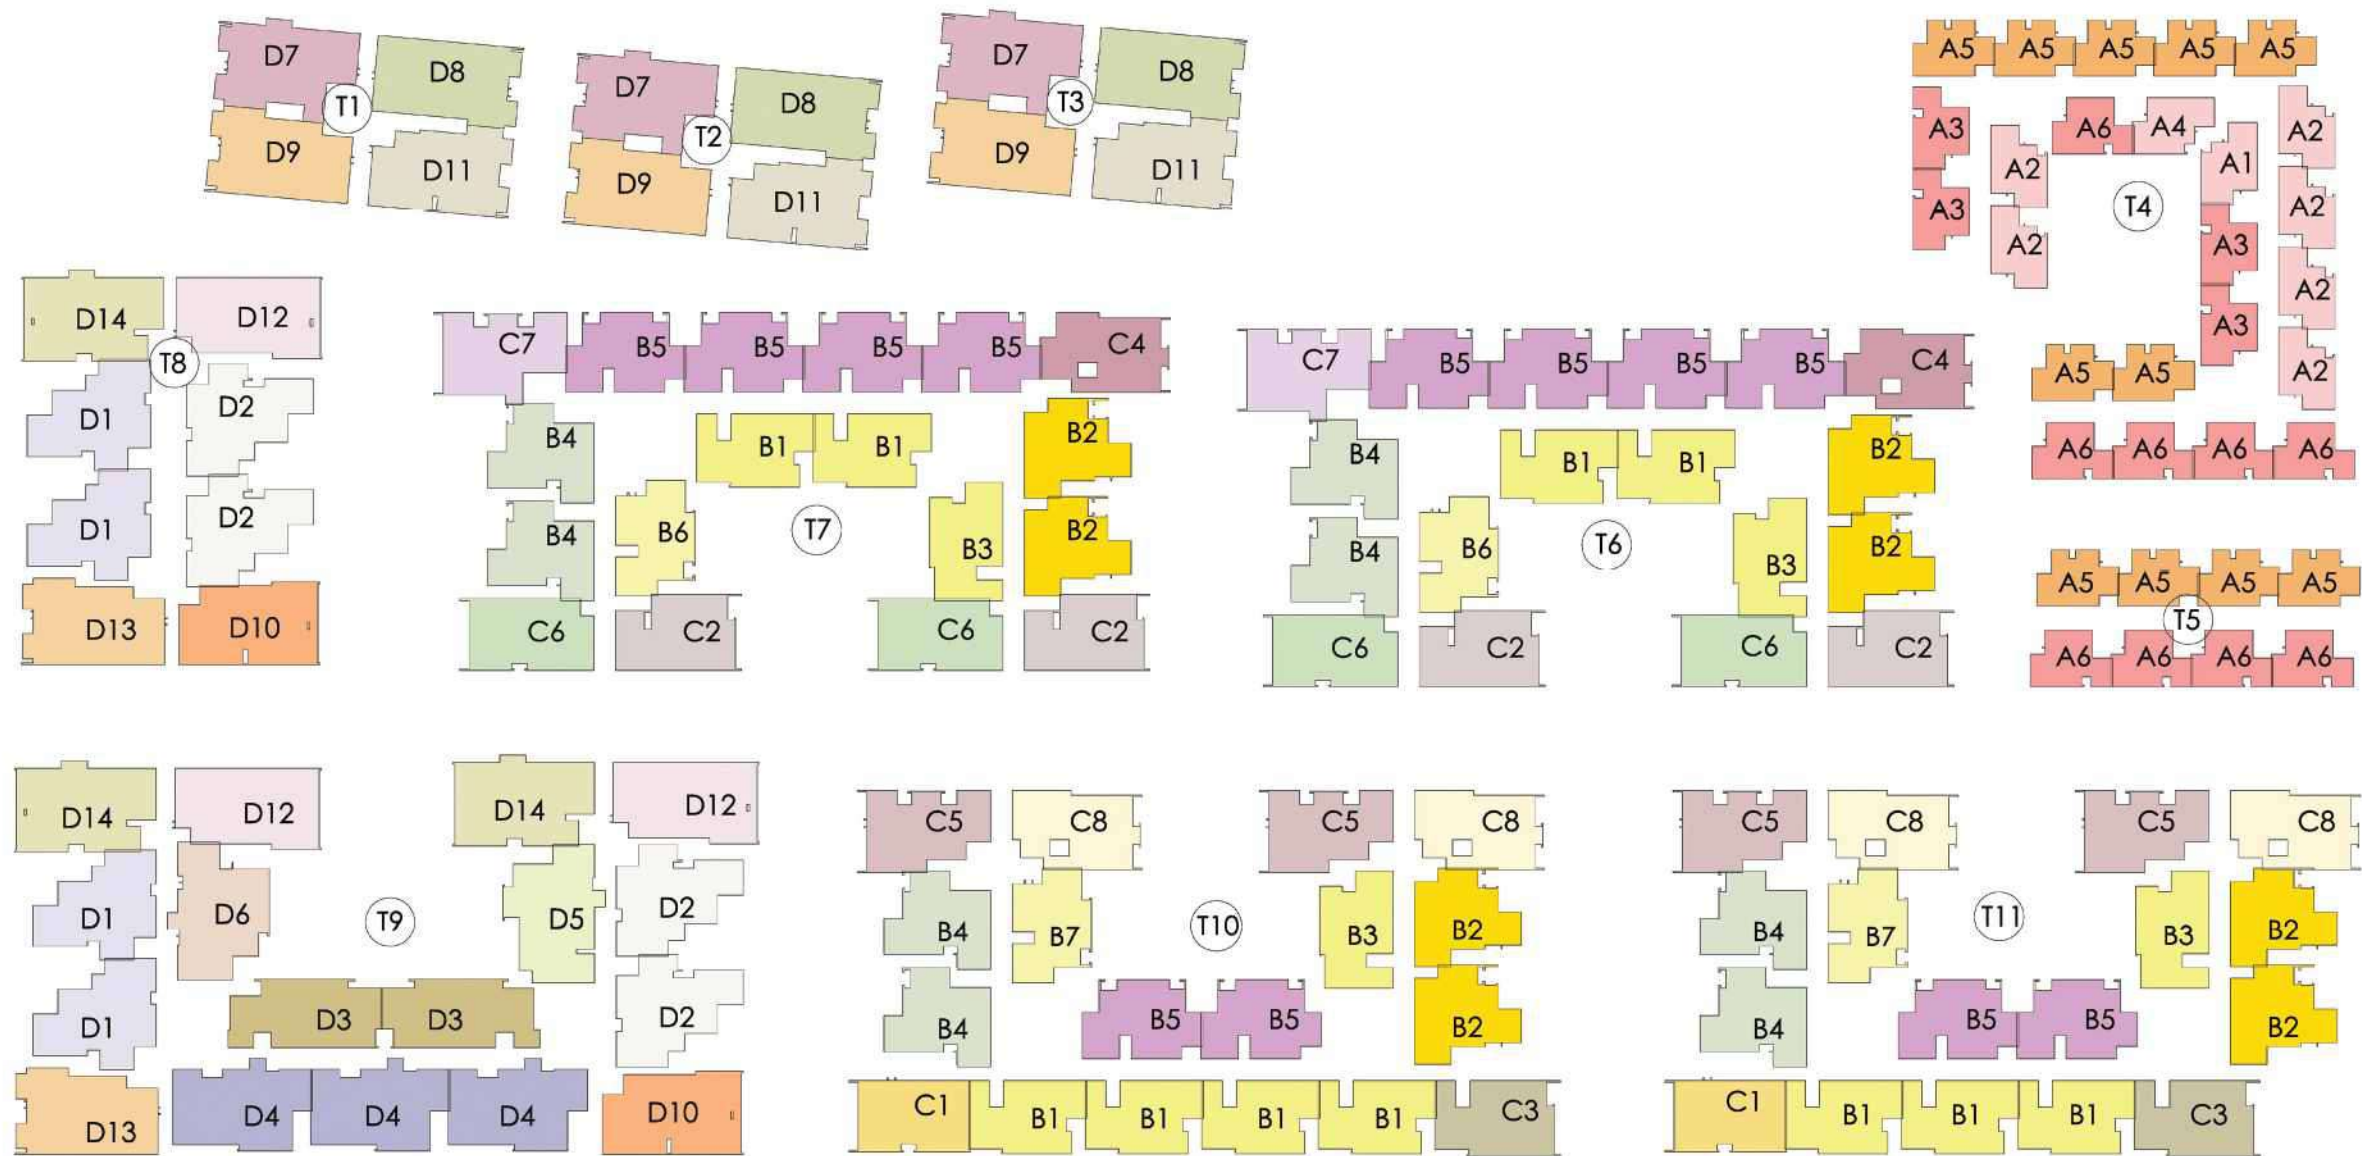 D7 D8
T1
D9 D11
D7 D8
T2
D9 D11
D7 D8
T3
D9 D11
A5 A5 A5 A5 A5
A3 A6 A4 A2
A2 A1
A3 T4 A2
A2 A3
A2
A3
A5 A5 A2
A6 A6 A6 A6
A5 A5 A5 A5
T5
A6 A6 A6 A6
D14 D12
T8
D1 D2
D1 D2
D13 D10
C7 B5 B5 B5 B5 C4
B4 B1 B1 B2
B4 B6 T7 B3 B2
C6 C2 C6 C2
C7 B5 B5 B5 B5 C4
B4 B1 B1 B2
B4 B6 T6 B3 B2
C6 C2 C6 C2
D14 D12 D14 D12
D1 D6 T9 D5 D2
D1 D3 D3 D2
D13 D4 D4 D4 D10
C5 C8 C5 C8
B4 B7 T10 B3 B2
B4 B5 B5 B2
C1 B1 B1 B1 B1 C3
C5 C8 C5 C8
B4 B7 T11 B3 B2
B4 B5 B5 B2
C1 B1 B1 B1 C3